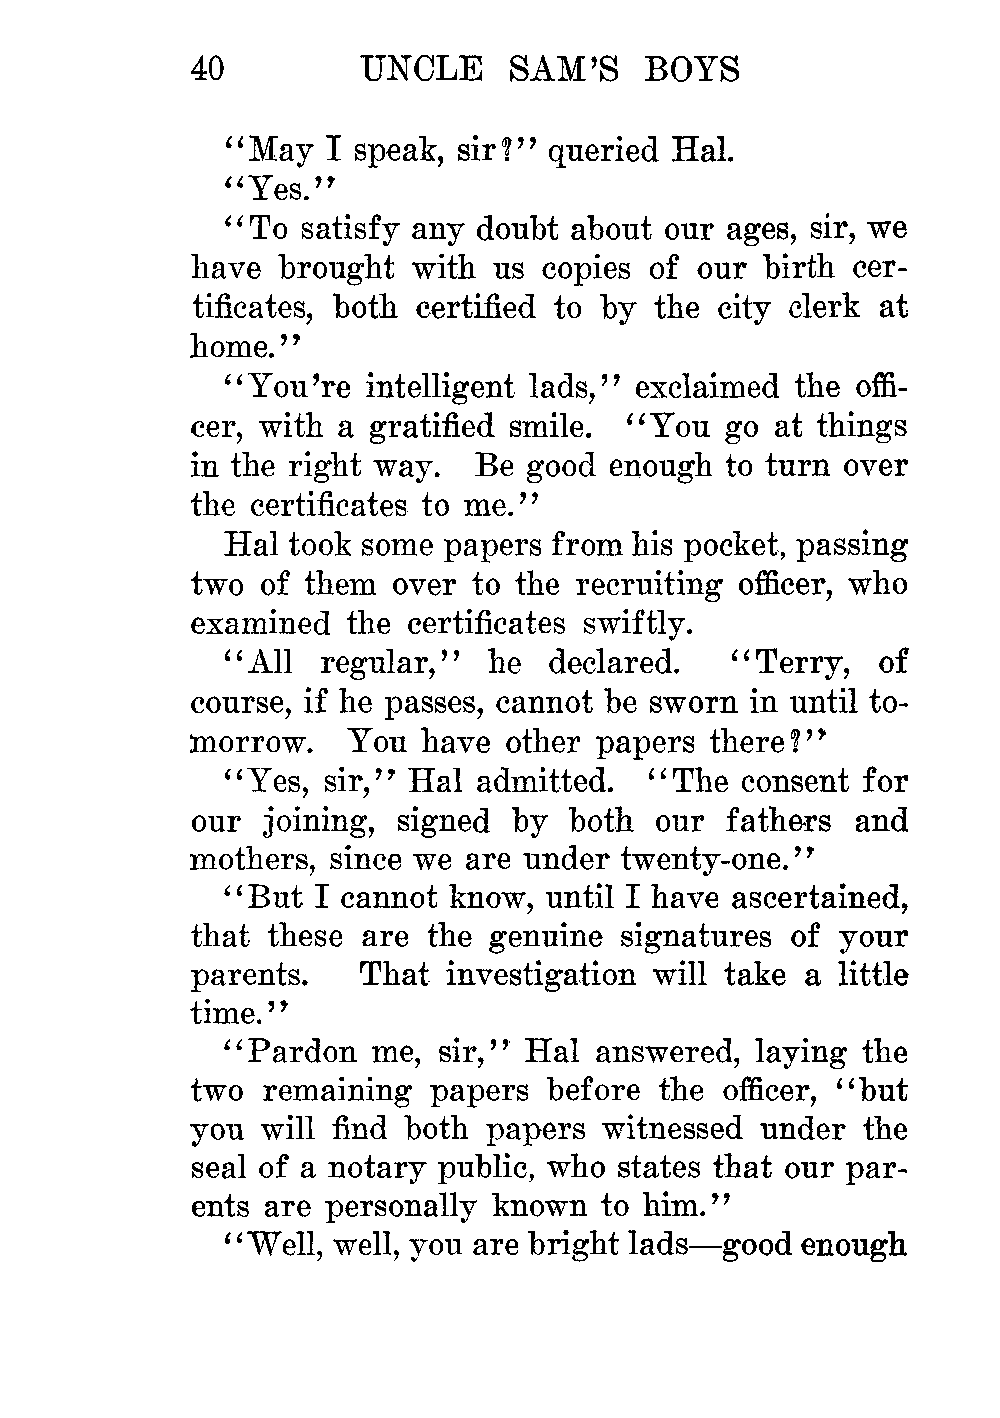 40 UNCLE SAM'S BOYS
"May I speak, sir?" queried Hal.
"Yes."
"To satisfy any doubt about our ages, sir, we
have brought with us copies of our birth cer-
tificates, both certified to by the city clerk at
home."
"You're intelligent lads," exclaimed the offi-
cer, with a gratified smile. "You go at things
in the right way. Be good enough to turn over
the certificates to me."
Hal took some papers from his pocket, passing
two of them over to the recruiting officer, who
examined the certificates swiftly.
"All regular," he declared. "Terry, of
course, if he passes, cannot be sworn in until to-
morrow. You have other papers there?"
"Yes, sir," Hal admitted. "The consent for
our joining, signed by both our fathers and
mothers, since we are under twenty-one."
"But I cannot know, until I have ascertained,
that these are the genuine signatures of your
parents. That investigation will take a little
time."
"Pardon me, sir," Hal answered, laying the
two remaining papers before the officer, "but
you will find both papers witnessed under the
seal of a notary public, who states that our par-
ents are personally known to him."
"Well, well, you are bright lads—good enough